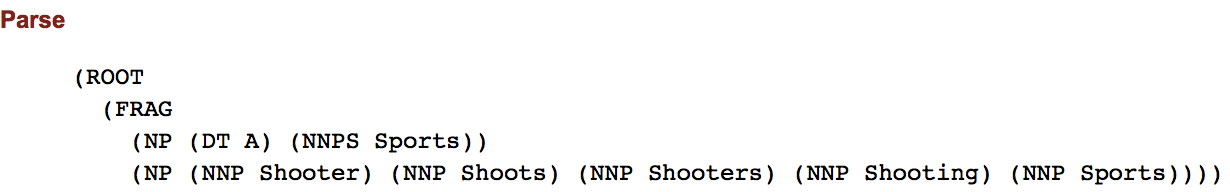 Parse
(ROOT
(FRAG
(NP (DT A) (NNPS Sports))
(NP (NNP Shooter) (NNP Shoots) (NNP Shooters) (NNP Shooting) (NNP Sports))))